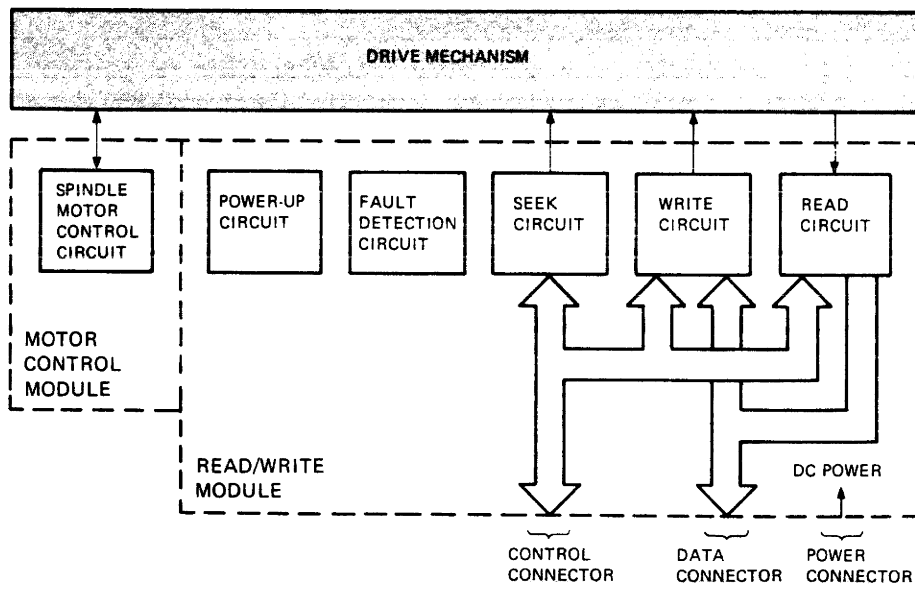 DRIVE MECHANISM
SPINDLE
MOTOR
CONTROL
CIRCUIT
POWER-UP
CIRCUIT
FAULT
DETECTION
CIRCUIT
SEEK
CIRCUIT
WRITE
CIRCUIT
READ
CIRCUIT
MOTOR
CONTROL
MODULE
READ/WRITE
MODULE
DC POWER
CONTROL
CONNECTOR
DATA
CONNECTOR
POWER
CONNECTOR